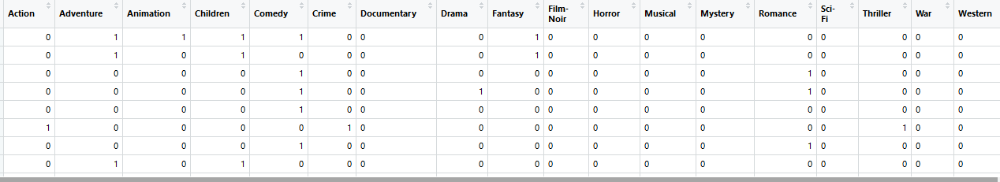 Action Adventure Animation Children Comedy Crime Documentary Drama Fantasy Film-Noir Horror Musical Mystery Romance Sci-Fi Thriller War Western
0 1 1 1 1 0 0 0 1 0 0 0 0 0 0 0 0 0
0 1 0 1 0 0 0 0 1 0 0 0 0 0 0 0 0 0
0 0 0 0 1 0 0 0 0 0 0 0 0 1 0 0 0 0
0 0 0 0 1 0 0 1 0 0 0 0 0 1 0 0 0 0
0 0 0 0 1 0 0 0 0 0 0 0 0 0 0 0 0 0
1 0 0 0 0 1 0 0 0 0 0 0 0 0 0 1 0 0
0 0 0 0 1 0 0 0 0 0 0 0 0 1 0 0 0 0
0 1 0 1 0 0 0 0 0 0 0 0 0 0 0 0 0 0